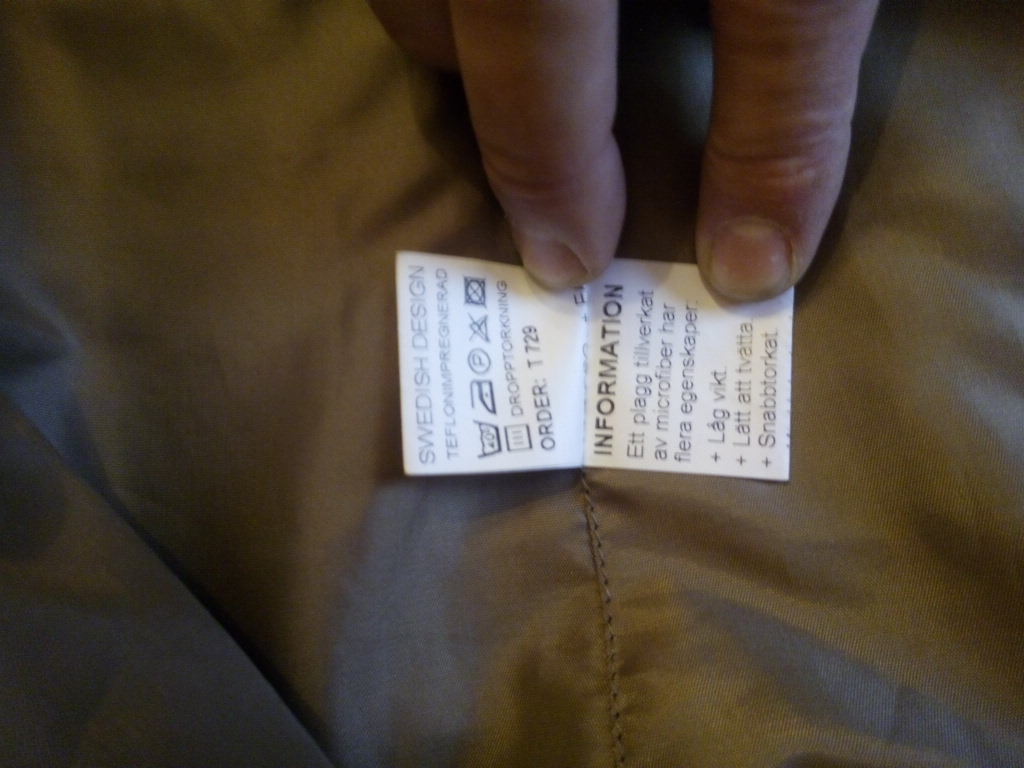 SWEDISH DESIGN
TEFLONIMPREGNERAD
40 P
DROPPTORKNING
ORDER: T 729
INFORMATION
Ett plagg tillverkat
av microfiber har
flera egenskaper:
+ Låg vikt.
+ Lätt att tvätta.
+ Snabbtorkat.